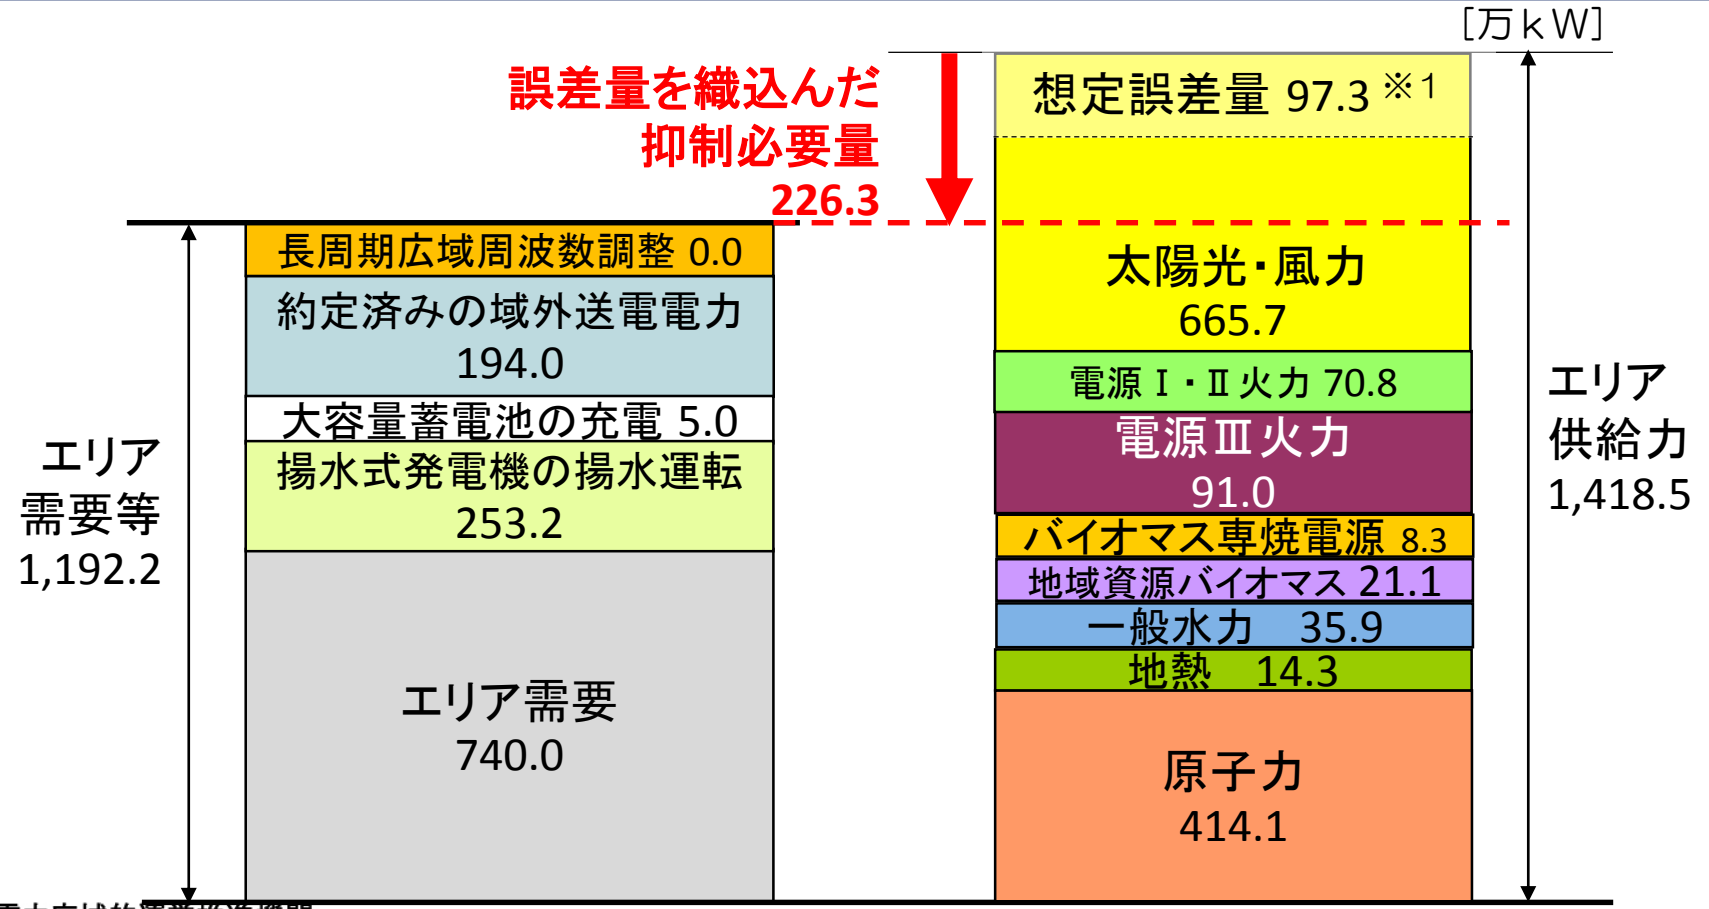 ［万ｋＷ］
誤差量を織込んだ
抑制必要量
226.3
長周期広域周波数調整 0.0
約定済みの域外送電電力
194.0
大容量蓄電池の充電 5.0
揚水式発電機の揚水運転
253.2
エリア需要
740.0
エリア
需要等
1,192.2
想定誤差量 97.3 ※１
太陽光・風力
665.7
電源Ⅰ・Ⅱ火力 70.8
電源Ⅲ火力
91.0
バイオマス専焼電源 8.3
地域資源バイオマス 21.1
一般水力　35.9
地熱　14.3
原子力
414.1
エリア
供給力
1,418.5